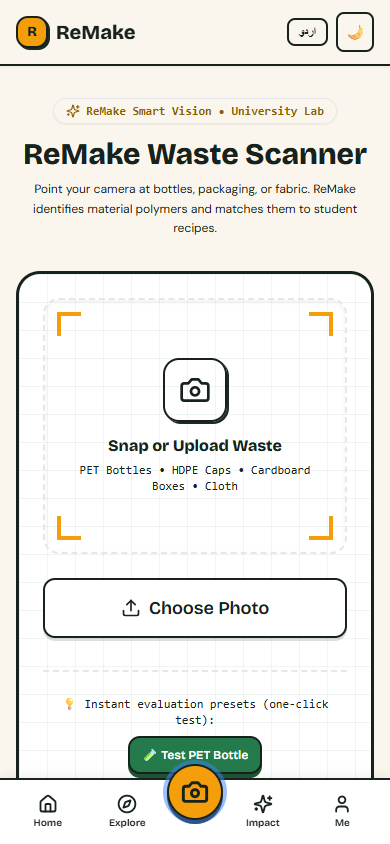 R ReMake
اردو
ReMake Smart Vision • University Lab
ReMake Waste Scanner
Point your camera at bottles, packaging, or fabric. ReMake
identifies material polymers and matches them to student
recipes.
Snap or Upload Waste
PET Bottles • HDPE Caps • Cardboard
Boxes • Cloth
Choose Photo
💡 Instant evaluation presets (one-click
test):
🧪 Test PET Bottle
Home Explore Impact Me